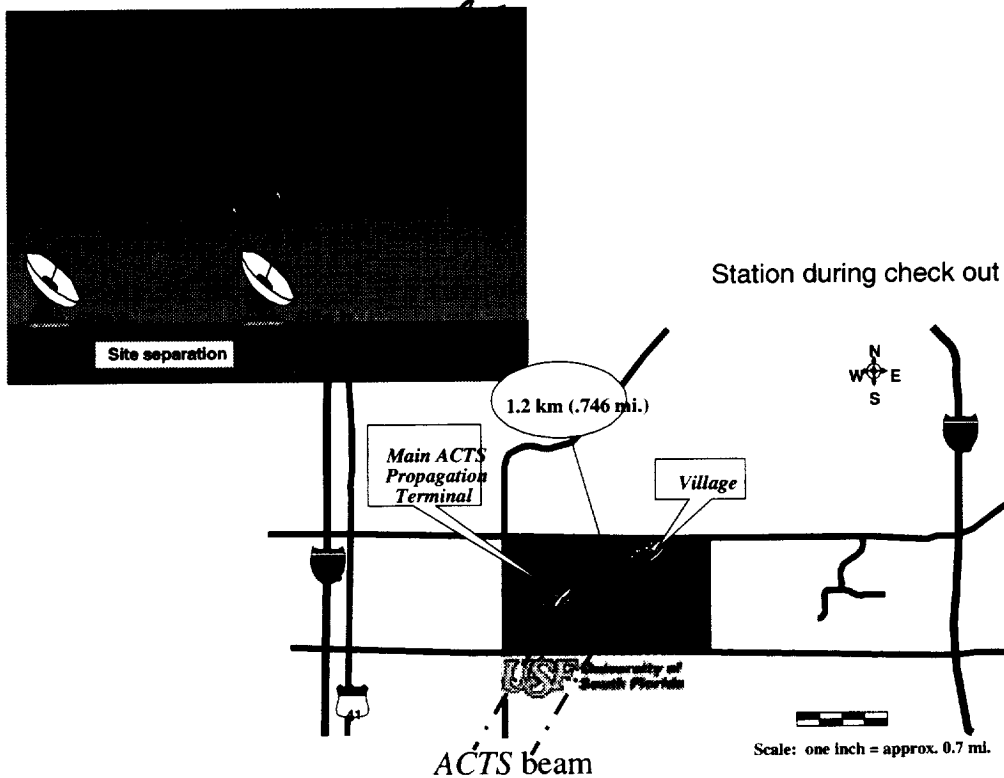 Site separation
Station during check out
N
W E
S
1.2 km (.746 mi.)
Main ACTS
Propagation
Terminal
Village
USF University of
South Florida
41
ACTS beam
Scale: one inch = approx. 0.7 mi.